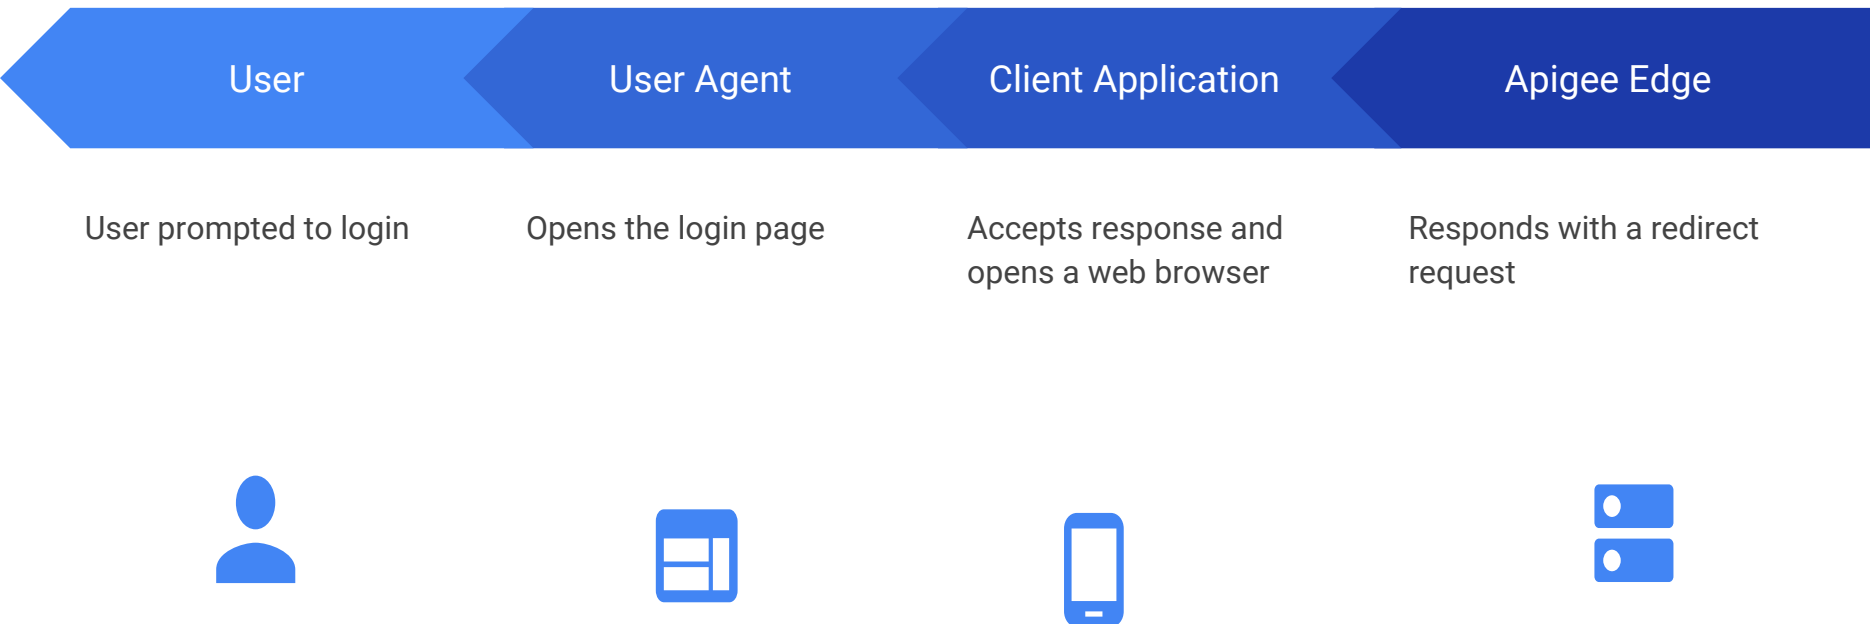 User
User Agent
Client Application
Apigee Edge
User prompted to login
Opens the login page
Accepts response and
opens a web browser
Responds with a redirect
request